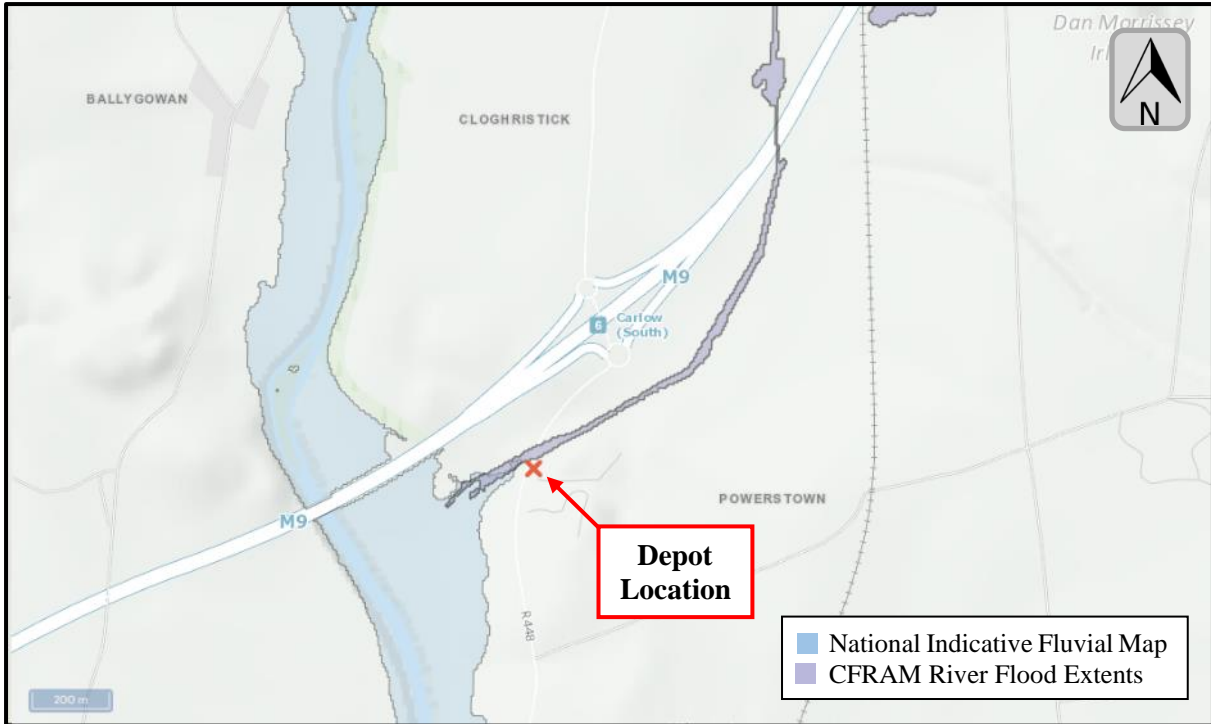 Dan Morrissey
N
BALLYGOWAN
CLOGHRISTICK
M9
6
Carlow
(South)
POWERSTOWN
M9
Depot
Location
R448
National Indicative Fluvial Map
CFRAM River Flood Extents
200 m